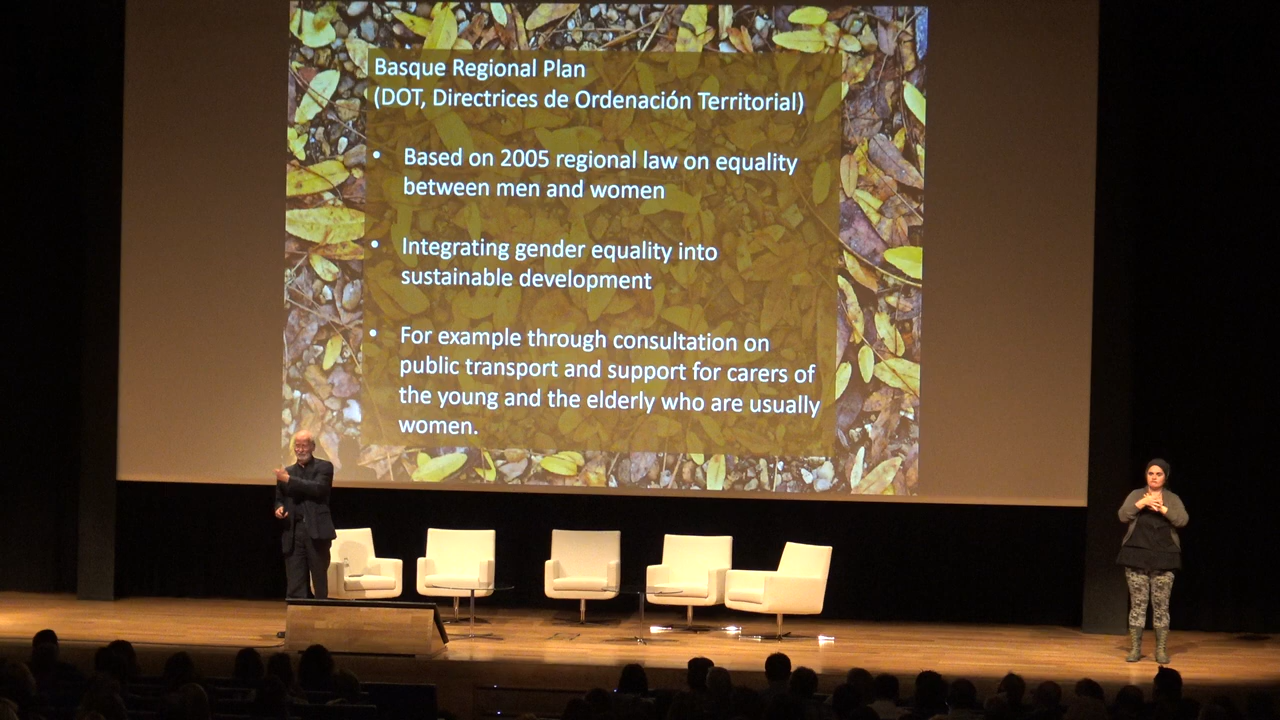 Basque Regional Plan
(DOT, Directrices de Ordenación Territorial)
• Based on 2005 regional law on equality
between men and women
• Integrating gender equality into
sustainable development
• For example through consultation on
public transport and support for carers of
the young and the elderly who are usually
women.